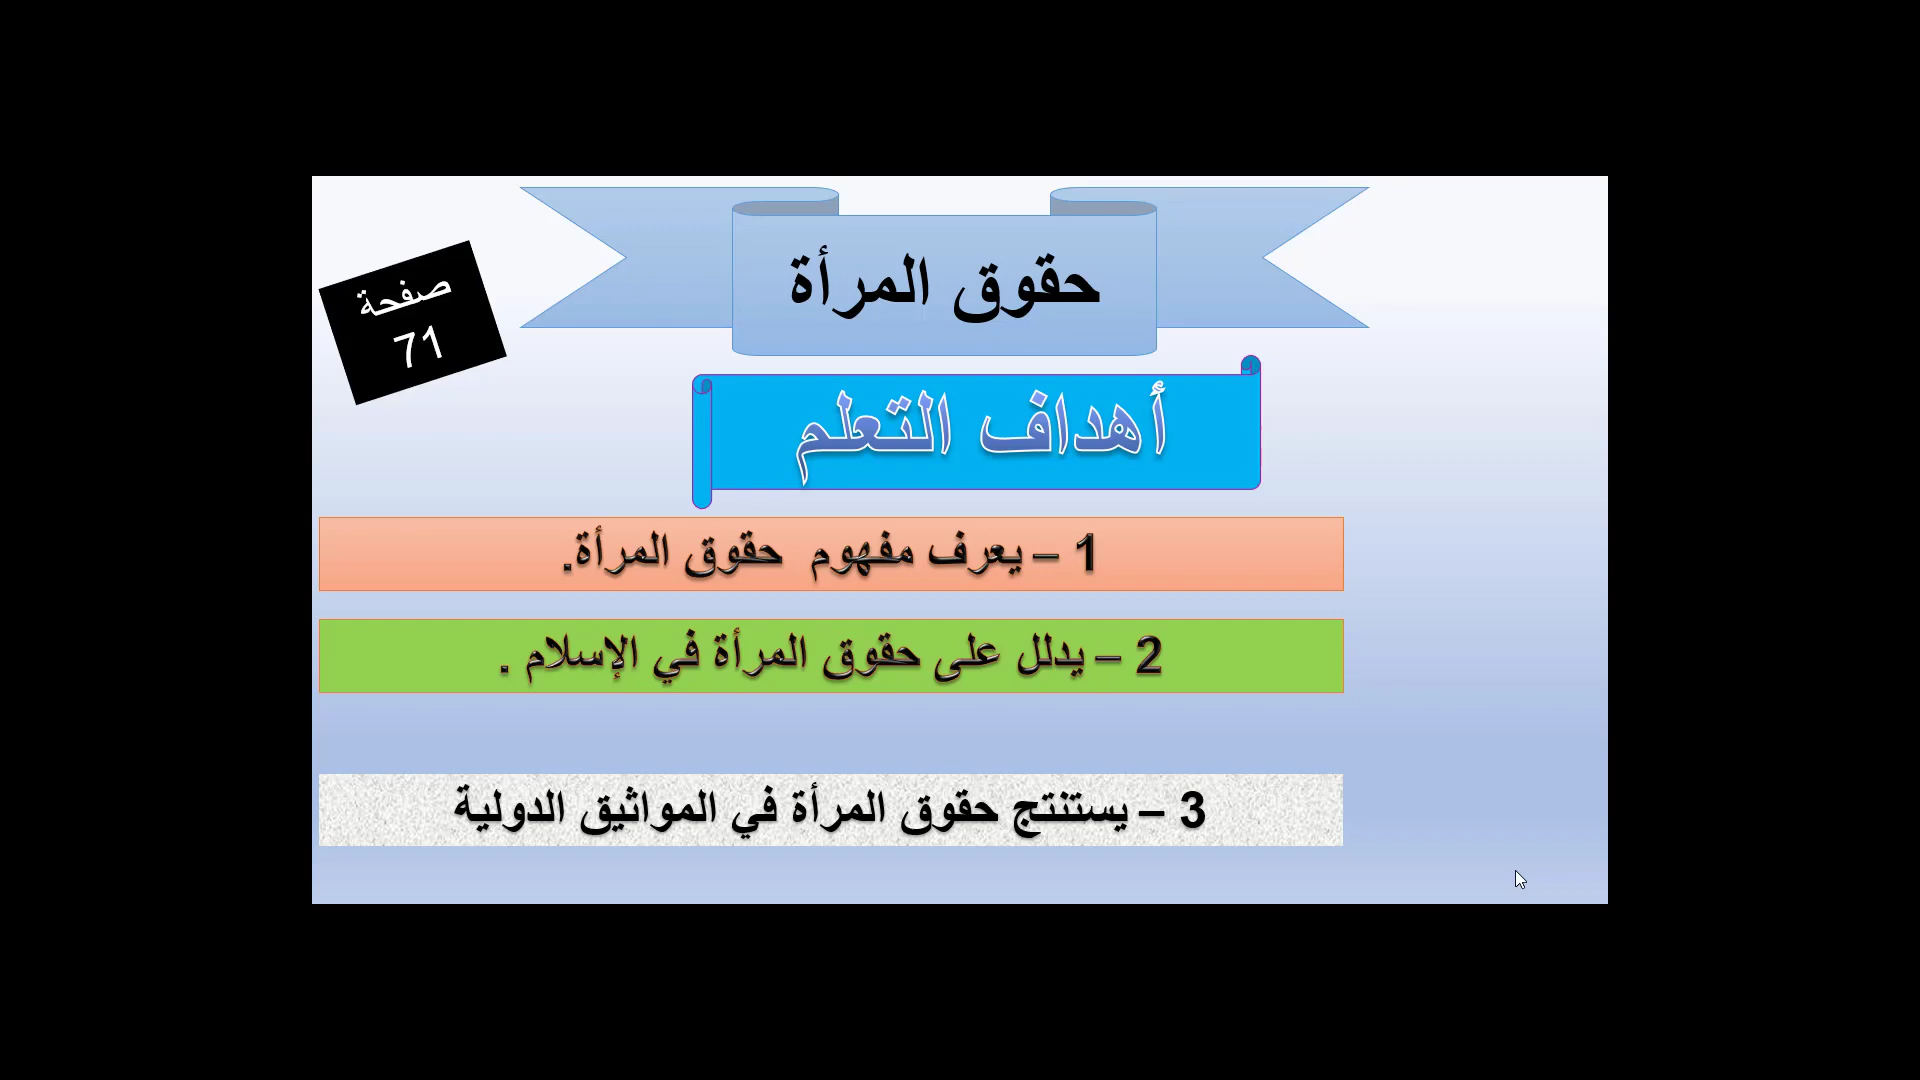 حقوق المرأة
صفحة
71
أهداف التعلم
1 – يعرف مفهوم حقوق المرأة.
2 – يدلل على حقوق المرأة في الإسلام .
3 – يستنتج حقوق المرأة في المواثيق الدولية